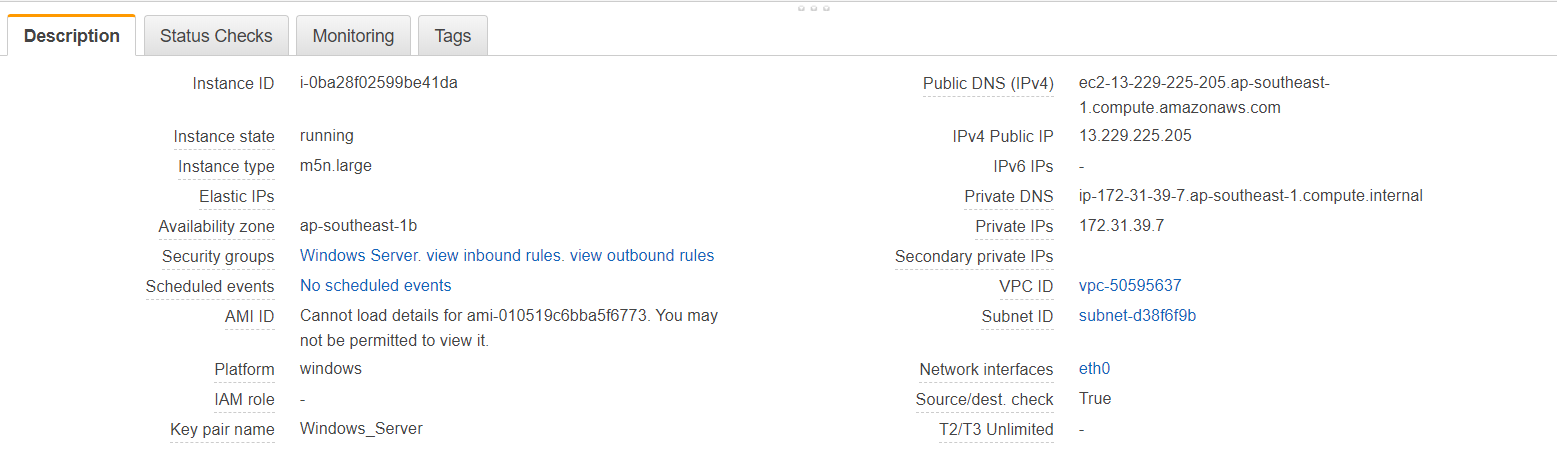 Description Status Checks Monitoring Tags
Instance ID i-0ba28f02599be41da
Public DNS (IPv4) ec2-13-229-225-205.ap-southeast-
1.compute.amazonaws.com
Instance state running
IPv4 Public IP 13.229.225.205
Instance type m5n.large
IPv6 IPs -
Elastic IPs
Private DNS ip-172-31-39-7.ap-southeast-1.compute.internal
Availability zone ap-southeast-1b
Private IPs 172.31.39.7
Security groups Windows Server. view inbound rules. view outbound rules
Secondary private IPs
Scheduled events No scheduled events
VPC ID vpc-50595637
AMI ID Cannot load details for ami-010519c6bba5f6773. You may
not be permitted to view it.
Subnet ID subnet-d38f6f9b
Platform windows
Network interfaces eth0
IAM role -
Source/dest. check True
Key pair name Windows_Server
T2/T3 Unlimited -